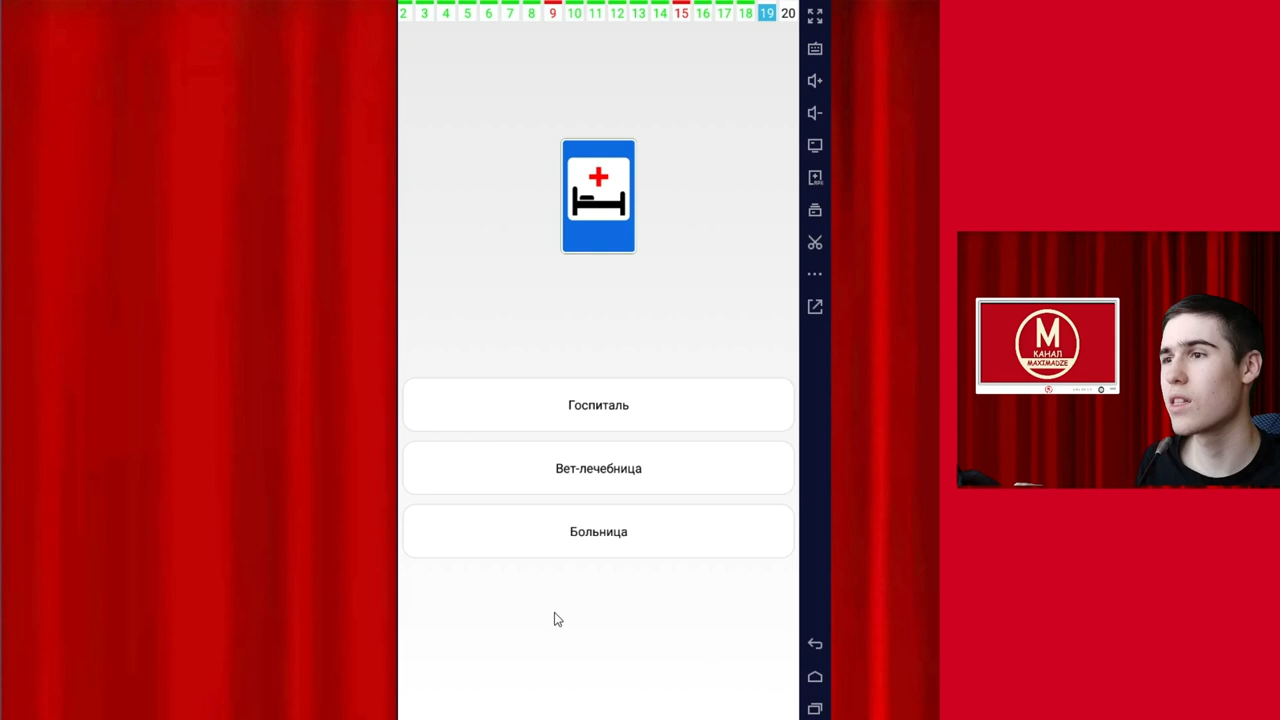 2 3 4 5 6 7 8 9 10 11 12 13 14 15 16 17 18 19 20
Госпиталь
Вет-лечебница
Больница
М
КАНАЛ
MAXIMADZE